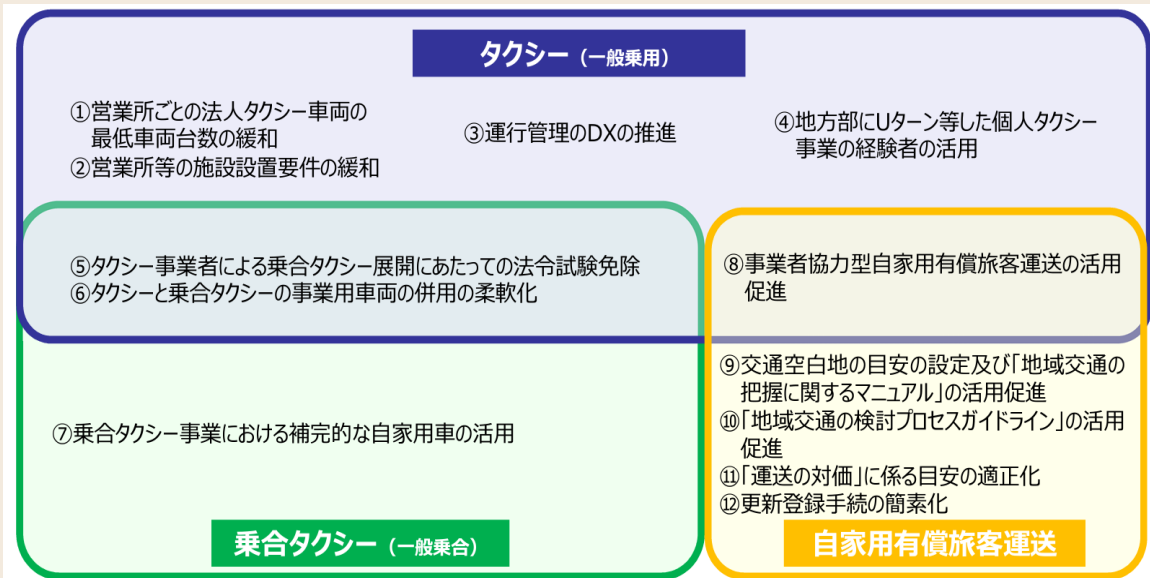 タクシー（一般乗用）
①営業所ごとの法人タクシー車両の
最低車両台数の緩和
②営業所等の施設設置要件の緩和
③運行管理のDXの推進
④地方部にUターン等した個人タクシー
事業の経験者の活用
⑤タクシー事業者による乗合タクシー展開にあたっての法令試験免除
⑥タクシーと乗合タクシーの事業用車両の併用の柔軟化
⑧事業者協力型自家用有償旅客運送の活用
促進
⑦乗合タクシー事業における補完的な自家用車の活用
⑨交通空白地の目安の設定及び「地域交通の
把握に関するマニュアル」の活用促進
⑩「地域交通の検討プロセスガイドライン」の活用
促進
⑪「運送の対価」に係る目安の適正化
⑫更新登録手続の簡素化
乗合タクシー（一般乗合）
自家用有償旅客運送